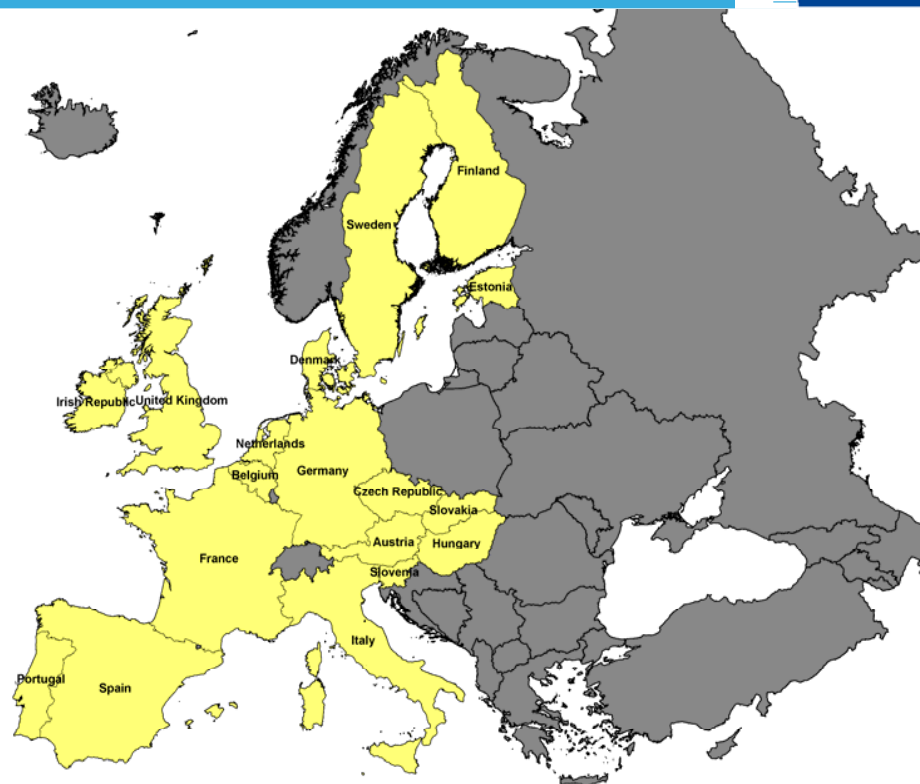 Finland
Sweden
Estonia
Denmark
Irish Republic
United Kingdom
Netherlands
Belgium
Germany
Czech Republic
Slovakia
Austria
Hungary
France
Slovenia
Italy
Portugal
Spain